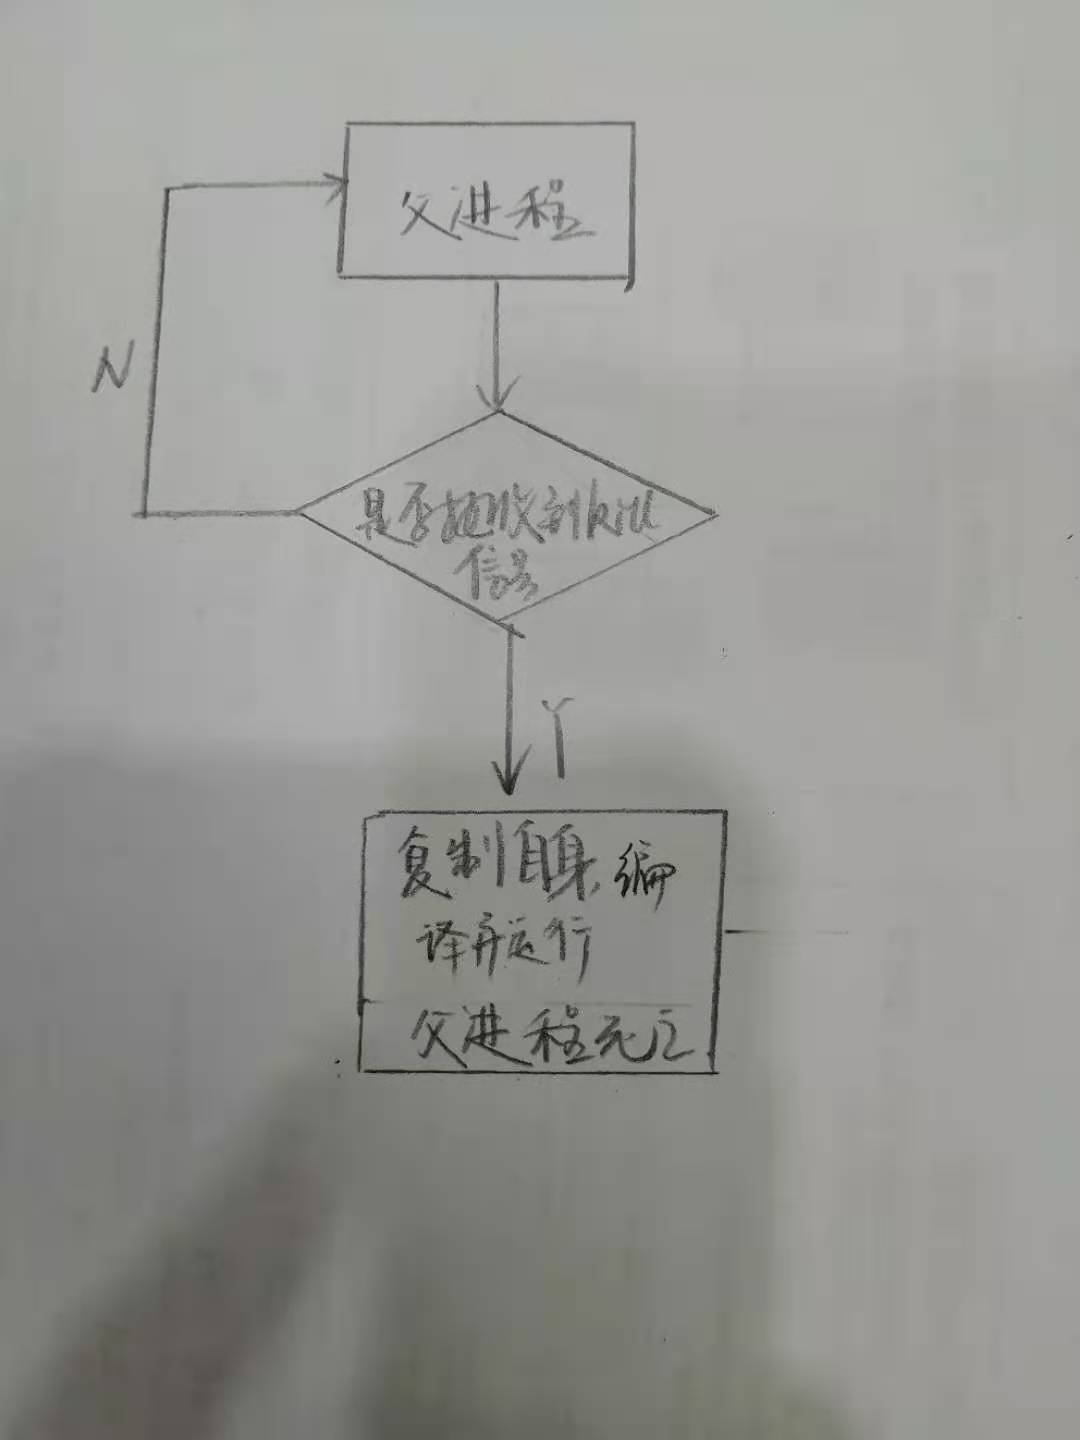 父进程
N
是否接收到kill
信号
Y
复制自身,编
译并运行
父进程死亡